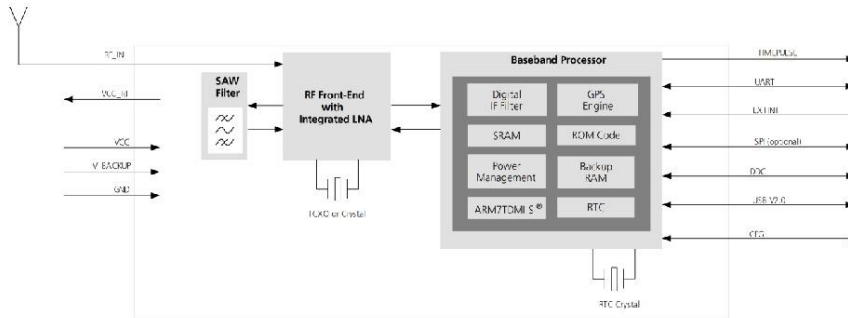 RF_IN
VCC_RF
VCC
V_BACKUP
GND
SAW
Filter
RF Front-End
with
Integrated LNA
TCXO or Crystal
Baseband Processor
Digital
IF Filter
GPS
Engine
SRAM
ROM Code
Power
Management
Backup
RAM
ARM7TDMI-S®
RTC
RTC Crystal
TIMEPULSE
UART
EXTINT
SPI (optional)
DDC
USB V2.0
CFG